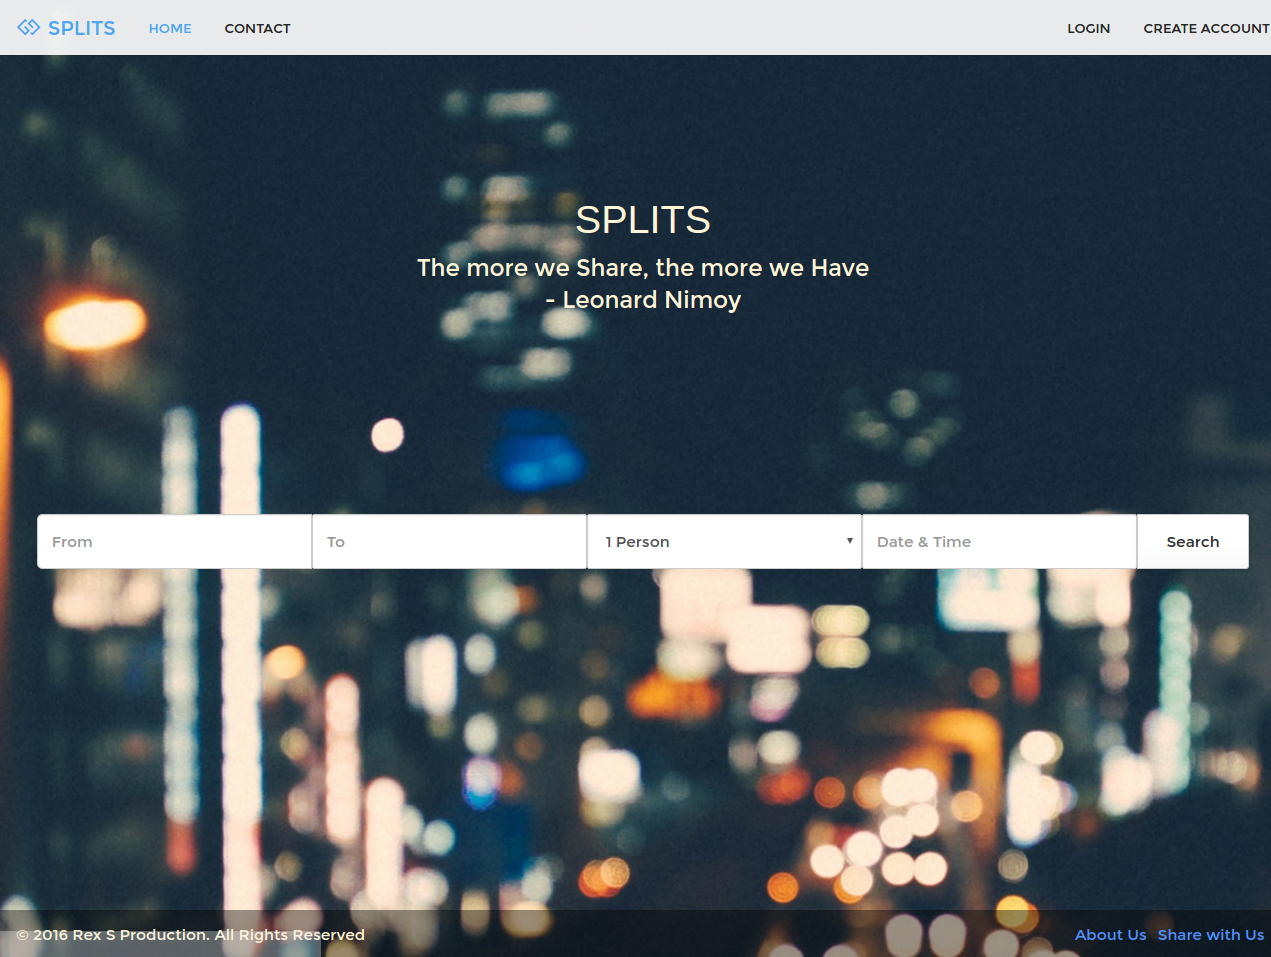 SPLITS HOME CONTACT LOGIN CREATE ACCOUNT
SPLITS
The more we Share, the more we Have
- Leonard Nimoy
From To 1 Person Date & Time Search
© 2016 Rex S Production. All Rights Reserved About Us Share with Us